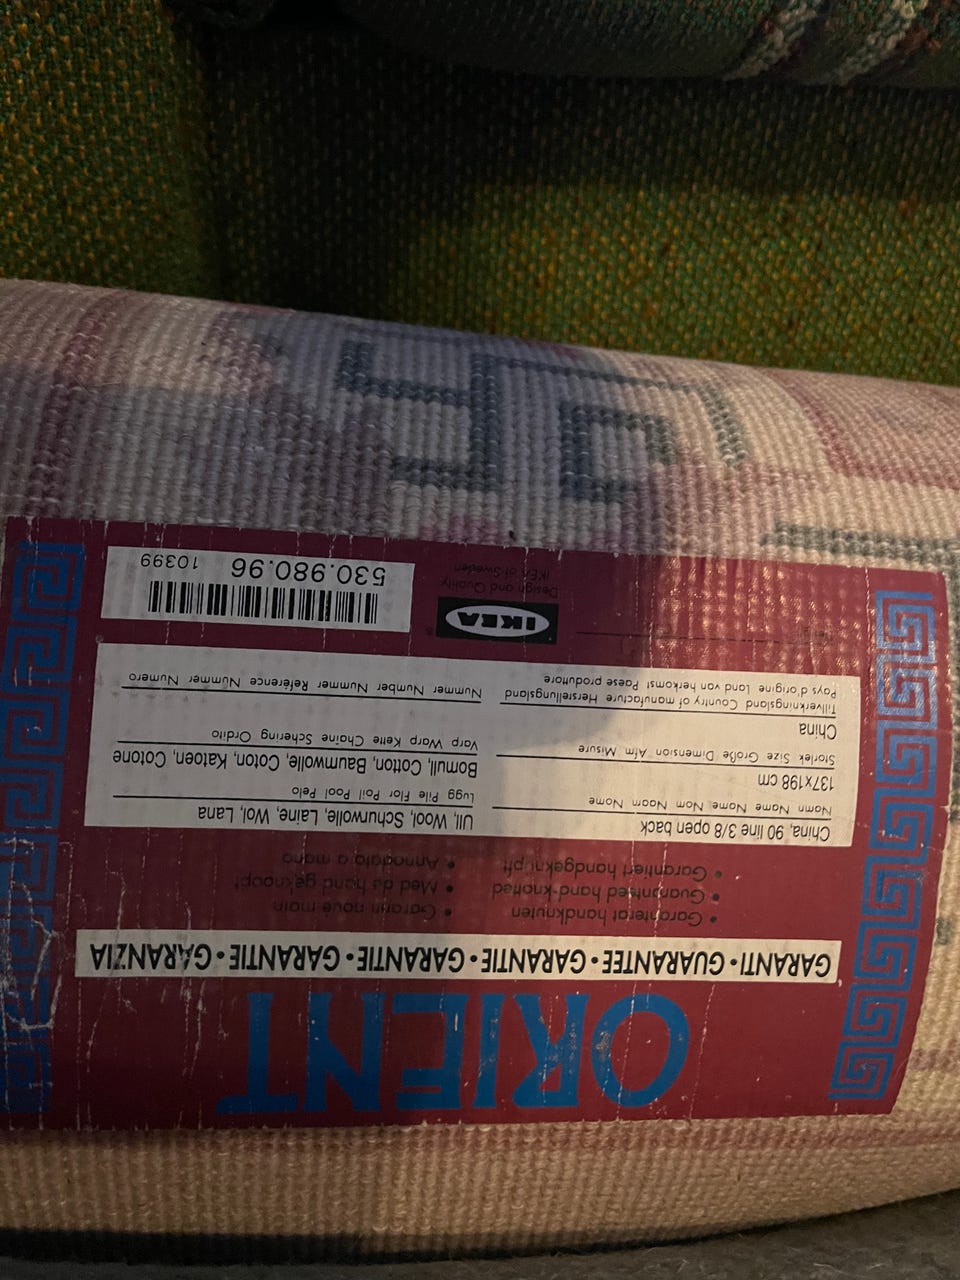 ORIENT
GARANTI • GUARANTEE • GARANTIE • GARANTIE • GARANTIE • GARANZIA
• Garanterat handknuten
• Guaranteed hand-knotted
• Garantiert handgeknüpft
• Garanti noué main
• Med de hand geknoopt
• Annodato a mano
China, 90 line 3/8 open back
Namn Name Name Nom Naam Nome
137x198 cm
Storlek Size Große Dimension Afm. Misure
China
Tillverkningsland Country of manufacture Herstellungsland
Pays d'origine Land van herkomst Paese produttore
Ull, Wool, Schurwolle, Laine, Wol, Lana
Lugg Pile Flor Poil Pool Pelo
Bomull, Cotton, Baumwolle, Coton, Katoen, Cotone
Varp Warp Kette Chaîne Schering Ordito
Nummer Number Nummer Reference Nummer Numero
IKEA
®
Design and Quality
IKEA of Sweden
530.980.96
10399